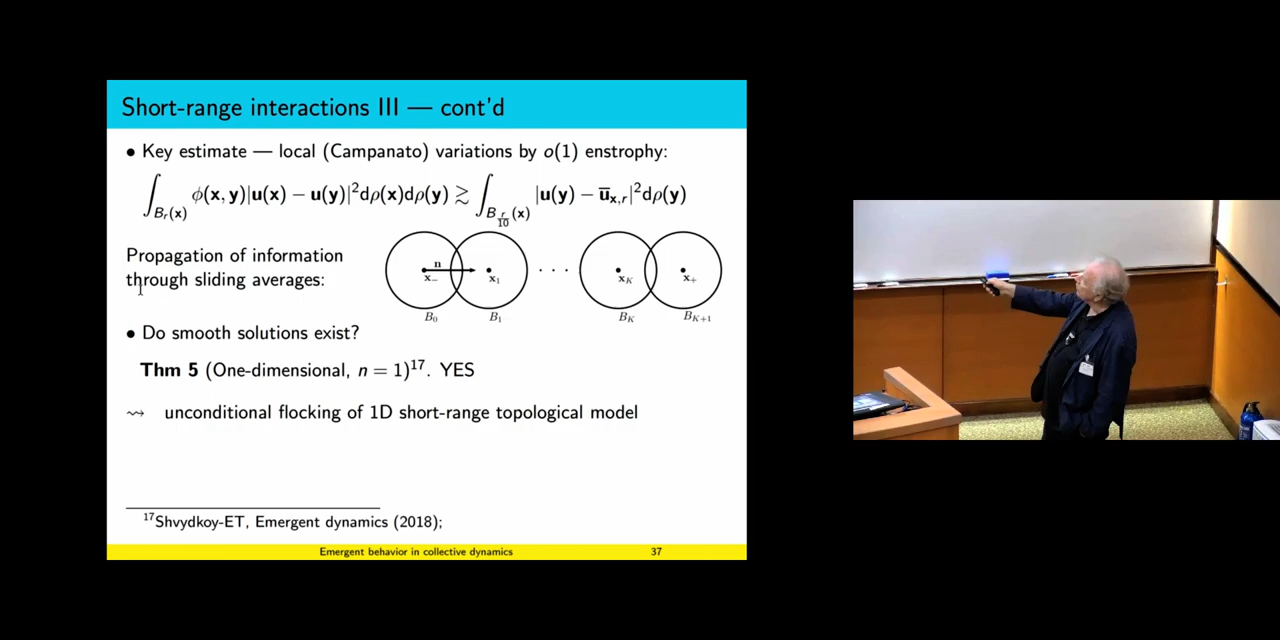 Short-range interactions III — cont'd
• Key estimate — local (Campanato) variations by o(1) enstrophy:
∫_{B_r(x)} ϕ(x, y)|u(x) − u(y)|²dρ(x)dρ(y) ≳ ∫_{B_{r/10}(x)} |u(y) − ū_{x,r}|²dρ(y)
Propagation of information
through sliding averages:
n
x₋ x₁ · · · x_K x₊
B₀ B₁ B_K B_{K+1}
• Do smooth solutions exist?
Thm 5 (One-dimensional, n = 1)¹⁷. YES
⇝ unconditional flocking of 1D short-range topological model
¹⁷Shvydkoy-ET, Emergent dynamics (2018);
Emergent behavior in collective dynamics 37